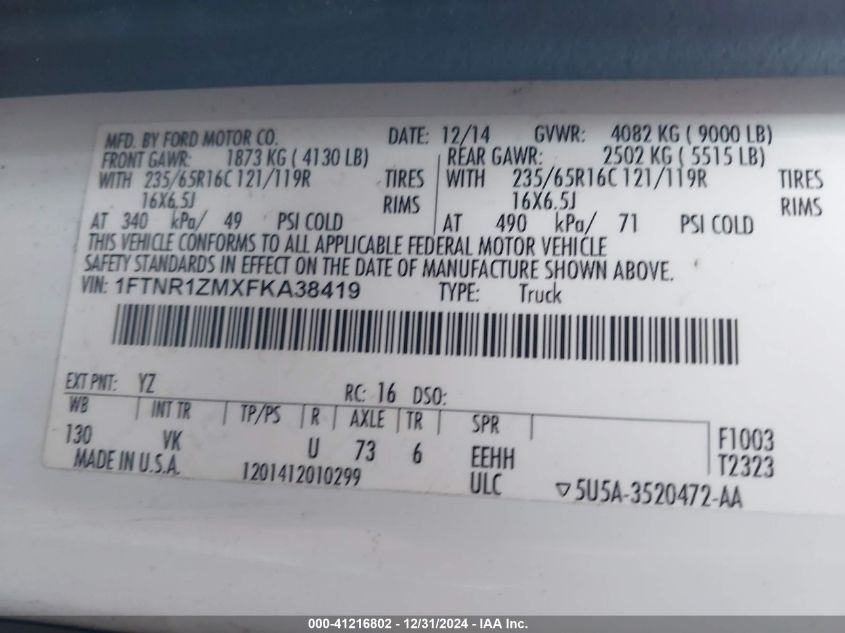 MFD. BY FORD MOTOR CO. DATE: 12/14 GVWR: 4082 KG ( 9000 LB)
FRONT GAWR: 1873 KG ( 4130 LB) REAR GAWR: 2502 KG ( 5515 LB)
WITH 235/65R16C 121/119R TIRES WITH 235/65R16C 121/119R TIRES
16X6.5J RIMS 16X6.5J RIMS
AT 340 kPa/ 49 PSI COLD AT 490 kPa/ 71 PSI COLD
THIS VEHICLE CONFORMS TO ALL APPLICABLE FEDERAL MOTOR VEHICLE
SAFETY STANDARDS IN EFFECT ON THE DATE OF MANUFACTURE SHOWN ABOVE.
VIN: 1FTNR1ZMXFKA38419 TYPE: Truck
EXT PNT: YZ RC: 16 DSO:
WB INT TR TP/PS R AXLE TR SPR F1003
130 VK U 73 6 EEHH T2323
MADE IN U.S.A. 1201412010299 ULC ▽5U5A-3520472-AA
000-41216802 - 12/31/2024 - IAA Inc.